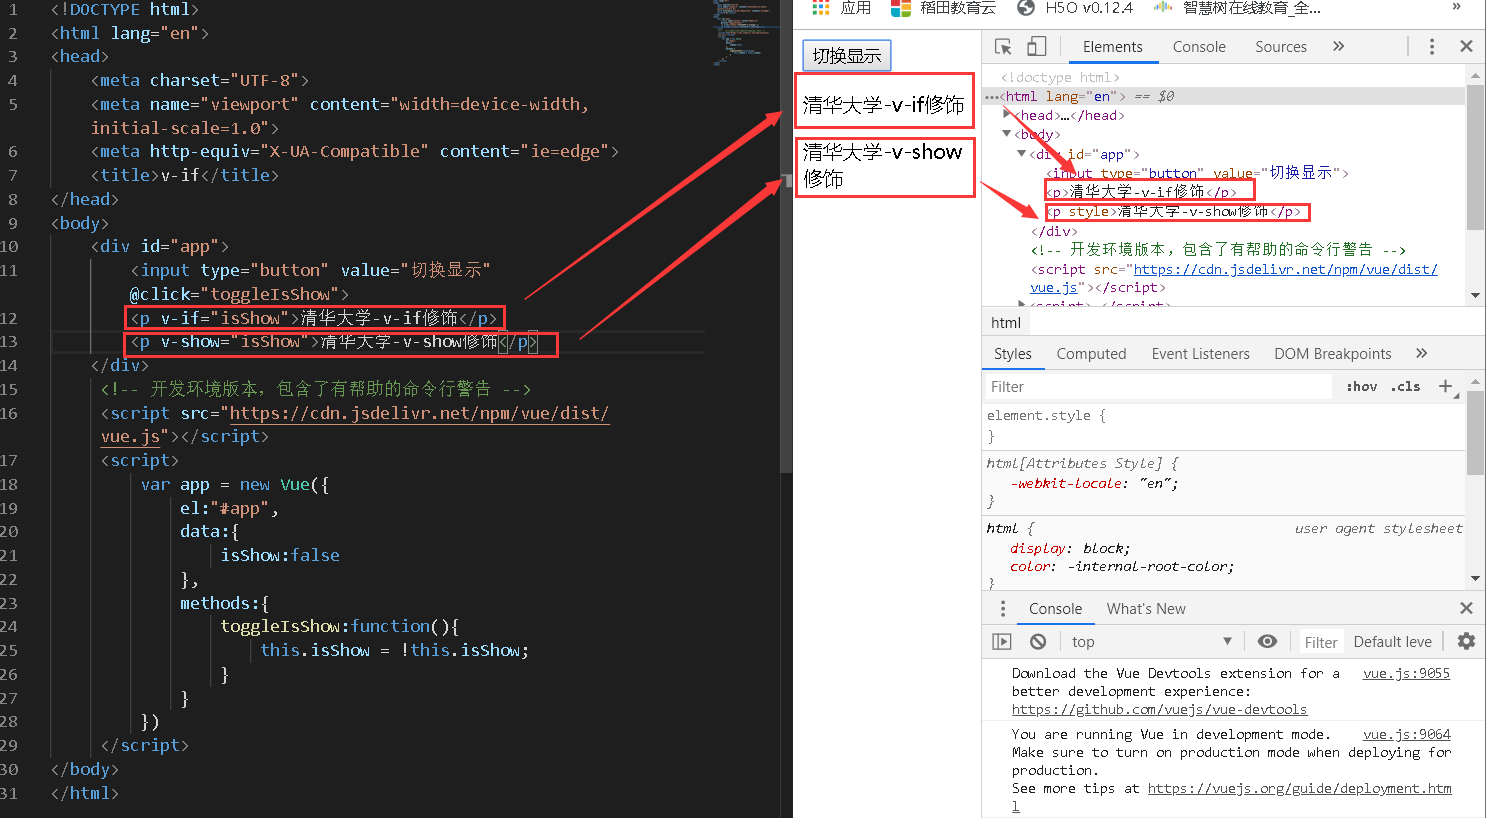 1 <!DOCTYPE html>
2 <html lang="en">
3 <head>
4 <meta charset="UTF-8">
5 <meta name="viewport" content="width=device-width,
initial-scale=1.0">
6 <meta http-equiv="X-UA-Compatible" content="ie=edge">
7 <title>v-if</title>
8 </head>
9 <body>
10 <div id="app">
11 <input type="button" value="切换显示"
@click="toggleIsShow">
12 <p v-if="isShow">清华大学-v-if修饰</p>
13 <p v-show="isShow">清华大学-v-show修饰</p>
14 </div>
15 <!-- 开发环境版本，包含了有帮助的命令行警告 -->
16 <script src="https://cdn.jsdelivr.net/npm/vue/dist/
vue.js"></script>
17 <script>
18 var app = new Vue({
19 el:"#app",
20 data:{
21 isShow:false
22 },
23 methods:{
24 toggleIsShow:function(){
25 this.isShow = !this.isShow;
26 }
27 }
28 })
29 </script>
30 </body>
31 </html>
应用 稻田教育云 H5O v0.12.4 智慧树在线教育_全... »
切换显示
清华大学-v-if修饰
清华大学-v-show
修饰
Elements Console Sources »
<!doctype html>
…<html lang="en"> == $0
<head>…</head>
<body>
<div id="app">
<input type="button" value="切换显示">
<p>清华大学-v-if修饰</p>
<p style>清华大学-v-show修饰</p>
</div>
<!-- 开发环境版本，包含了有帮助的命令行警告 -->
<script src="https://cdn.jsdelivr.net/npm/vue/dist/
vue.js"></script>
html
Styles Computed Event Listeners DOM Breakpoints »
Filter :hov .cls +
element.style {
}
html[Attributes Style] {
-webkit-locale: "en";
}
html { user agent stylesheet
display: block;
color: -internal-root-color;
}
Console What's New
top Filter Default leve
Download the Vue Devtools extension for a vue.js:9055
better development experience:
https://github.com/vuejs/vue-devtools
You are running Vue in development mode. vue.js:9064
Make sure to turn on production mode when deploying for
production.
See more tips at https://vuejs.org/guide/deployment.htm
l